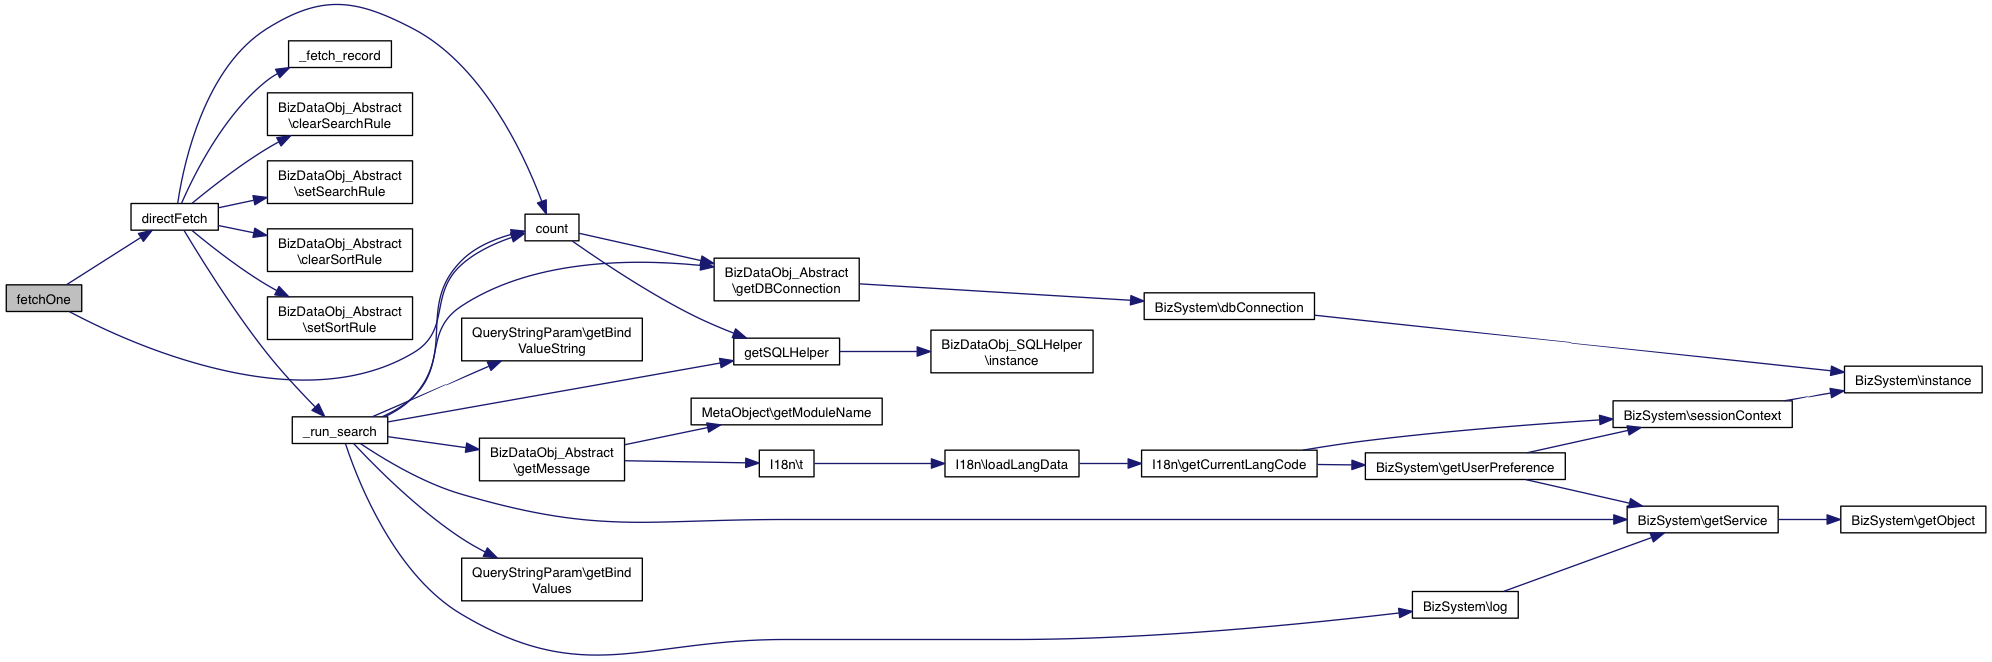 fetchOne
directFetch
_fetch_record
BizDataObj_Abstract
\clearSearchRule
BizDataObj_Abstract
\setSearchRule
BizDataObj_Abstract
\clearSortRule
BizDataObj_Abstract
\setSortRule
_run_search
count
QueryStringParam\getBind
ValueString
BizDataObj_Abstract
\getMessage
QueryStringParam\getBind
Values
BizDataObj_Abstract
\getDBConnection
getSQLHelper
MetaObject\getModuleName
I18n\t
BizDataObj_SQLHelper
\instance
I18n\loadLangData
BizSystem\dbConnection
I18n\getCurrentLangCode
BizSystem\getUserPreference
BizSystem\log
BizSystem\sessionContext
BizSystem\getService
BizSystem\instance
BizSystem\getObject